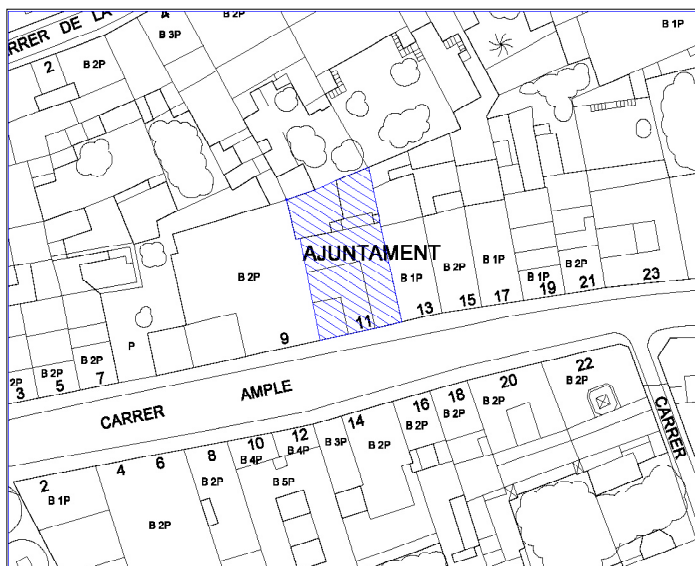 CARRER DE LA
4
B 2P
B 1P
B 3P
2
B 2P
AJUNTAMENT
B 2P
B 1P
B 2P
B 1P
B 1P
B 2P
23
21
19
17
15
13
11
9
P
B 2P
7
B 2P
5
B 2P
3
CARRER AMPLE
22
B 2P
20
B 2P
18
B 2P
16
B 2P
14
B 2P
B 3P
12
B 4P
10
B 4P
B 5P
8
B 2P
6
4
B 2P
2
B 1P
CARRER